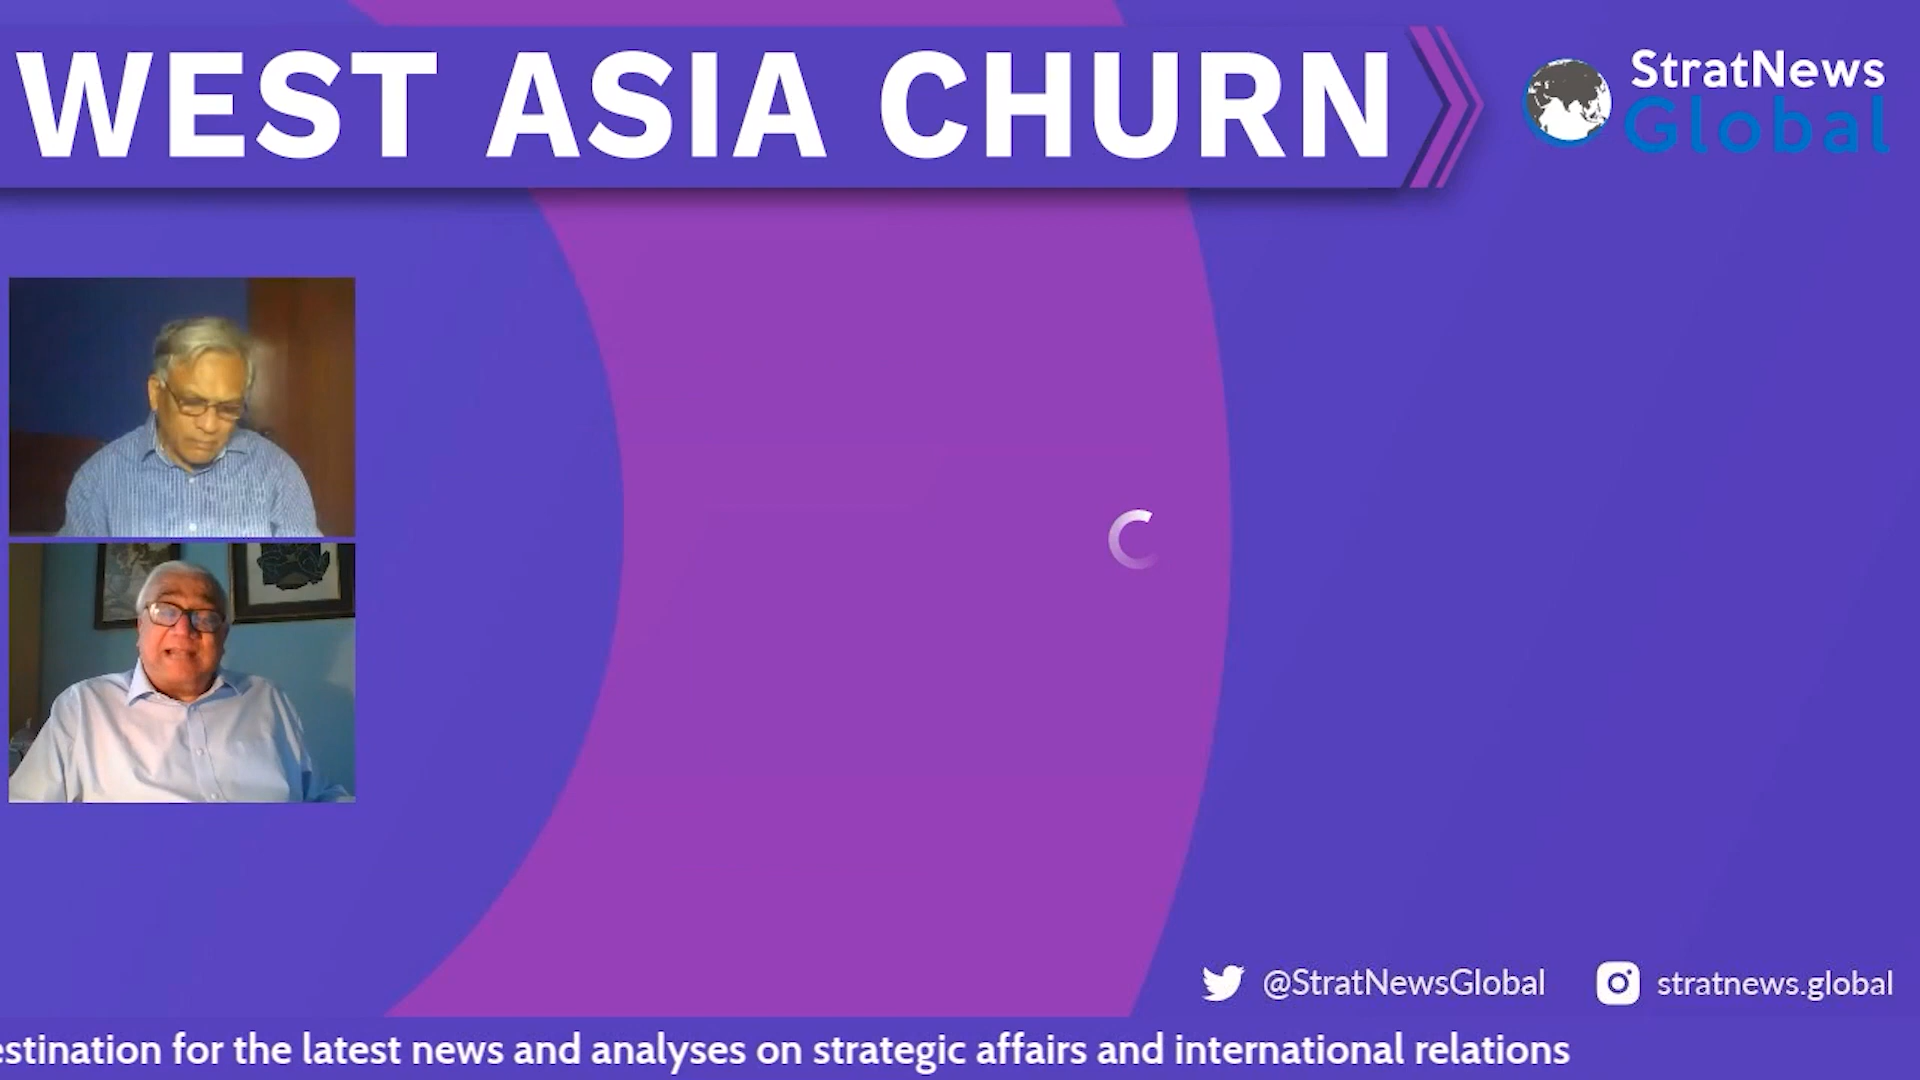 WEST ASIA CHURN
StratNews
Global
@StratNewsGlobal
stratnews.global
estination for the latest news and analyses on strategic affairs and international relations